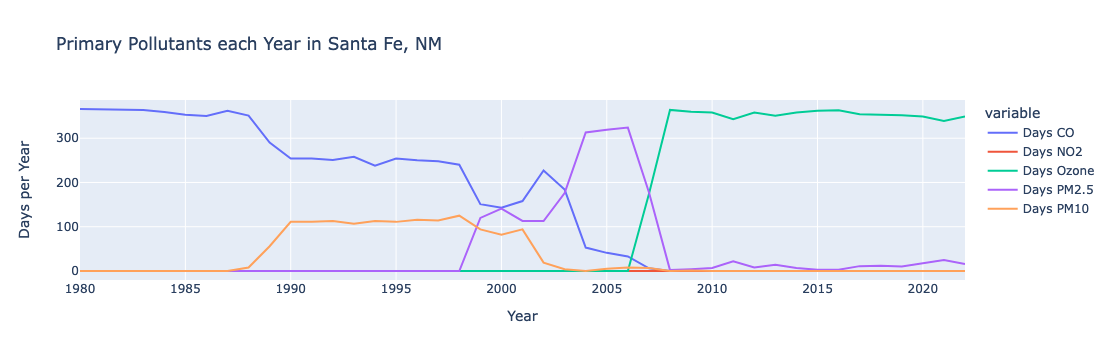 Primary Pollutants each Year in Santa Fe, NM
Days per Year
300
200
100
0
1980 1985 1990 1995 2000 2005 2010 2015 2020
Year
variable
Days CO
Days NO2
Days Ozone
Days PM2.5
Days PM10